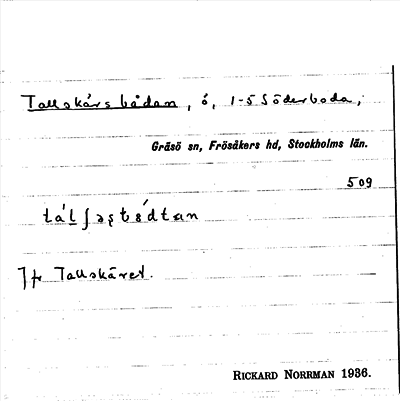 Tallskärsbådan, ö, 1-5 Söderboda,
Gräsö sn, Frösåkers hd, Stockholms län.
509
Jfr Tallskäret.
RICKARD NORRMAN 1936.